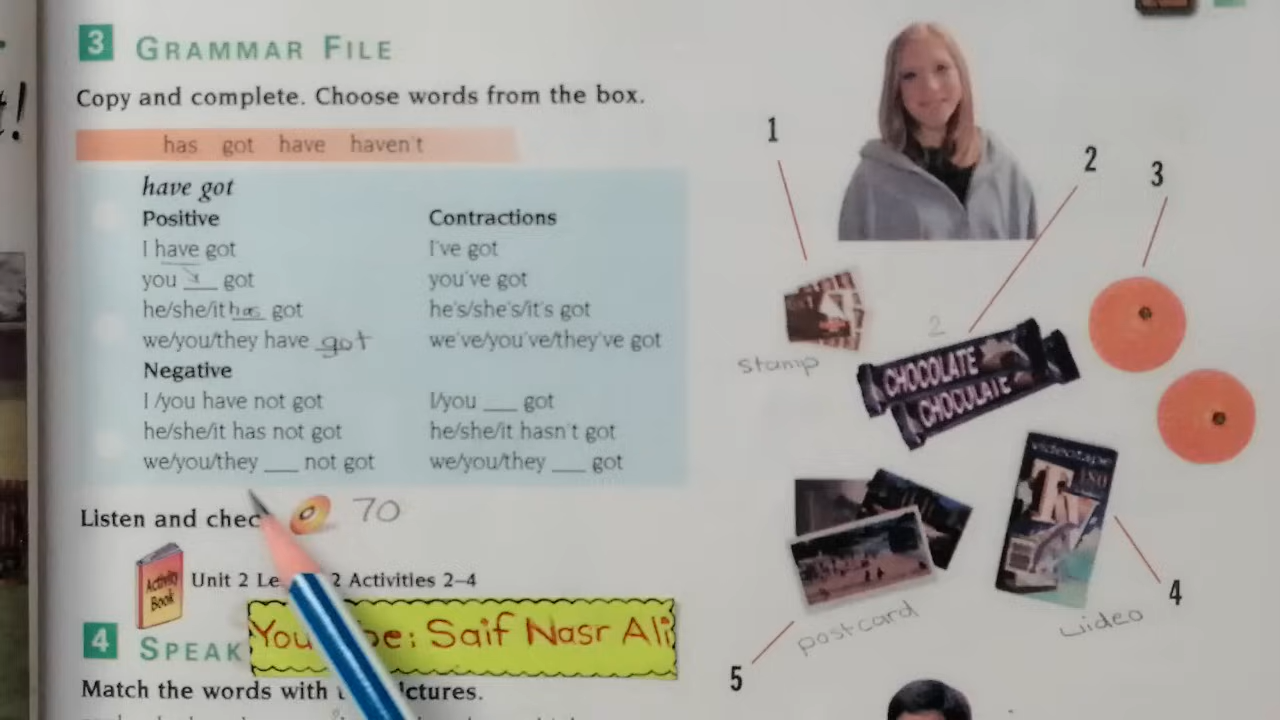 3 GRAMMAR FILE
Copy and complete. Choose words from the box.
has got have haven't
have got
Positive Contractions
I have got I've got
you ___ got you've got
he/she/it has got he's/she's/it's got
we/you/they have got we've/you've/they've got
Negative
I /you have not got I/you ___ got
he/she/it has not got he/she/it hasn't got
we/you/they ___ not got we/you/they ___ got
Listen and chec
70
Activity Book
Unit 2 Le 2 Activities 2–4
4 SPEAK
You be: Saif Nasr Ali
Match the words with ictures.
1
2
3
stamp
2
CHOCOLATE
CHOCOLATE
videotape
4
video
postcard
5